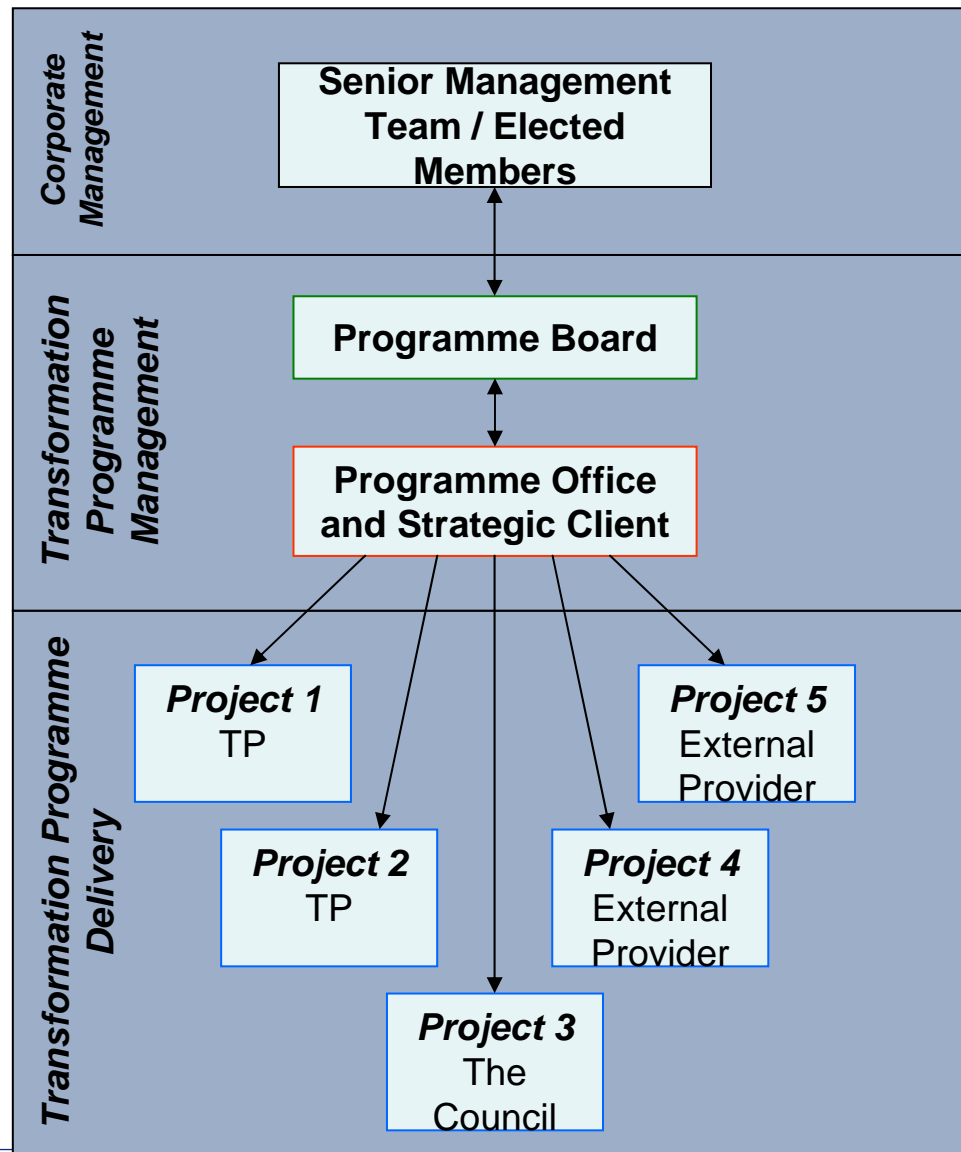 Corporate
Management
Senior Management
Team / Elected
Members
Transformation
Programme
Management
Programme Board
Programme Office
and Strategic Client
Transformation Programme
Delivery
Project 1
TP
Project 5
External
Provider
Project 2
TP
Project 4
External
Provider
Project 3
The
Council